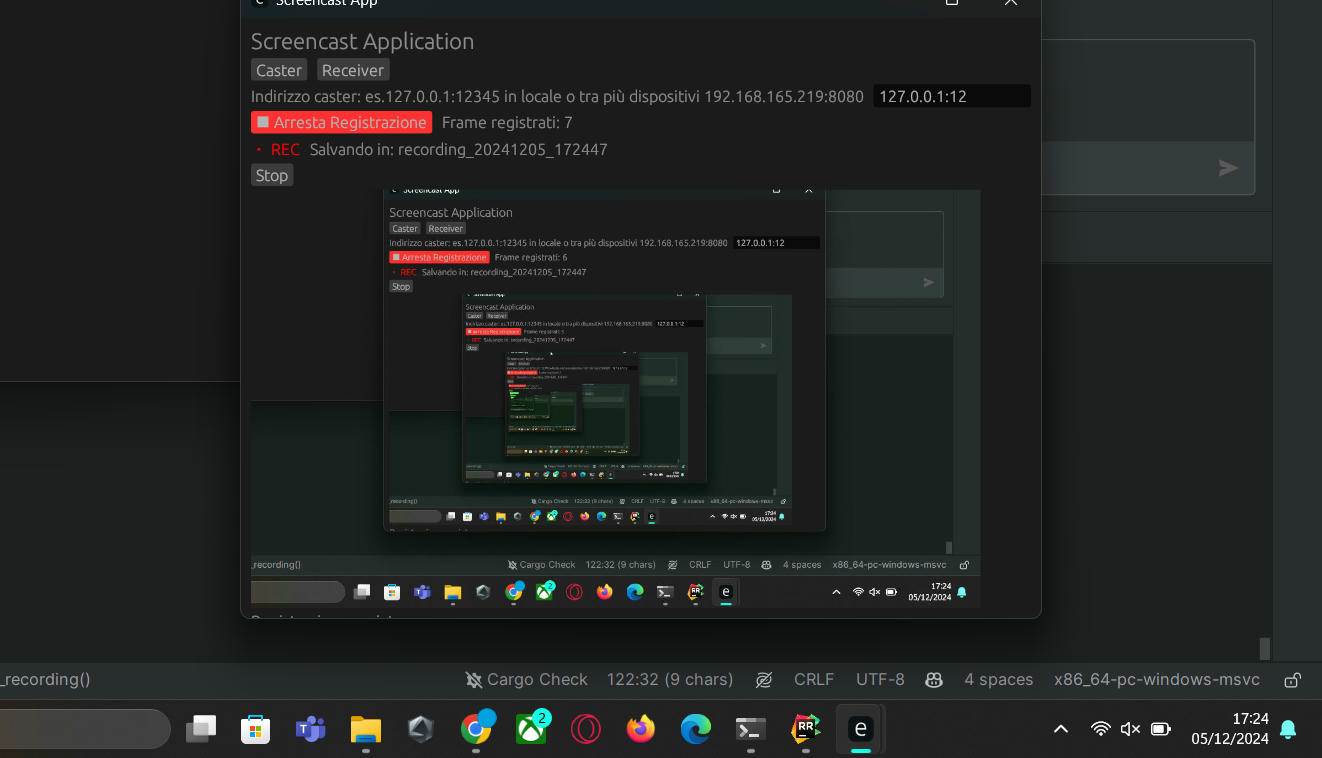 Screencast App
Screencast Application
Caster Receiver
Indirizzo caster: es.127.0.0.1:12345 in locale o tra più dispositivi 192.168.165.219:8080 127.0.0.1:12
Arresta Registrazione Frame registrati: 7
REC Salvando in: recording_20241205_172447
Stop
Screencast App
Screencast Application
Caster Receiver
Indirizzo caster: es.127.0.0.1:12345 in locale o tra più dispositivi 192.168.165.219:8080 127.0.0.1:12
Arresta Registrazione Frame registrati: 6
REC Salvando in: recording_20241205_172447
Stop
Screencast Application
Caster Receiver
Indirizzo caster: es.127.0.0.1:12345 in locale o tra più dispositivi 192.168.165.219:8080 127.0.0.1:12
Arresta Registrazione Frame registrati: 5
REC Salvando in: recording_20241205_172447
Stop
_recording() Cargo Check 122:32 (9 chars) CRLF UTF-8 4 spaces x86_64-pc-windows-msvc
17:24
05/12/2024
_recording() Cargo Check 122:32 (9 chars) CRLF UTF-8 4 spaces x86_64-pc-windows-msvc
2 17:24
05/12/2024
_recording() Cargo Check 122:32 (9 chars) CRLF UTF-8 4 spaces x86_64-pc-windows-msvc
T 2 RR e 17:24
05/12/2024